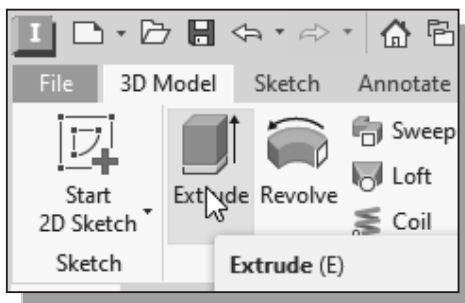 I
File 3D Model Sketch Annotate
Start
2D Sketch
Extrude Revolve
Sweep
Loft
Coil
Sketch
Extrude (E)